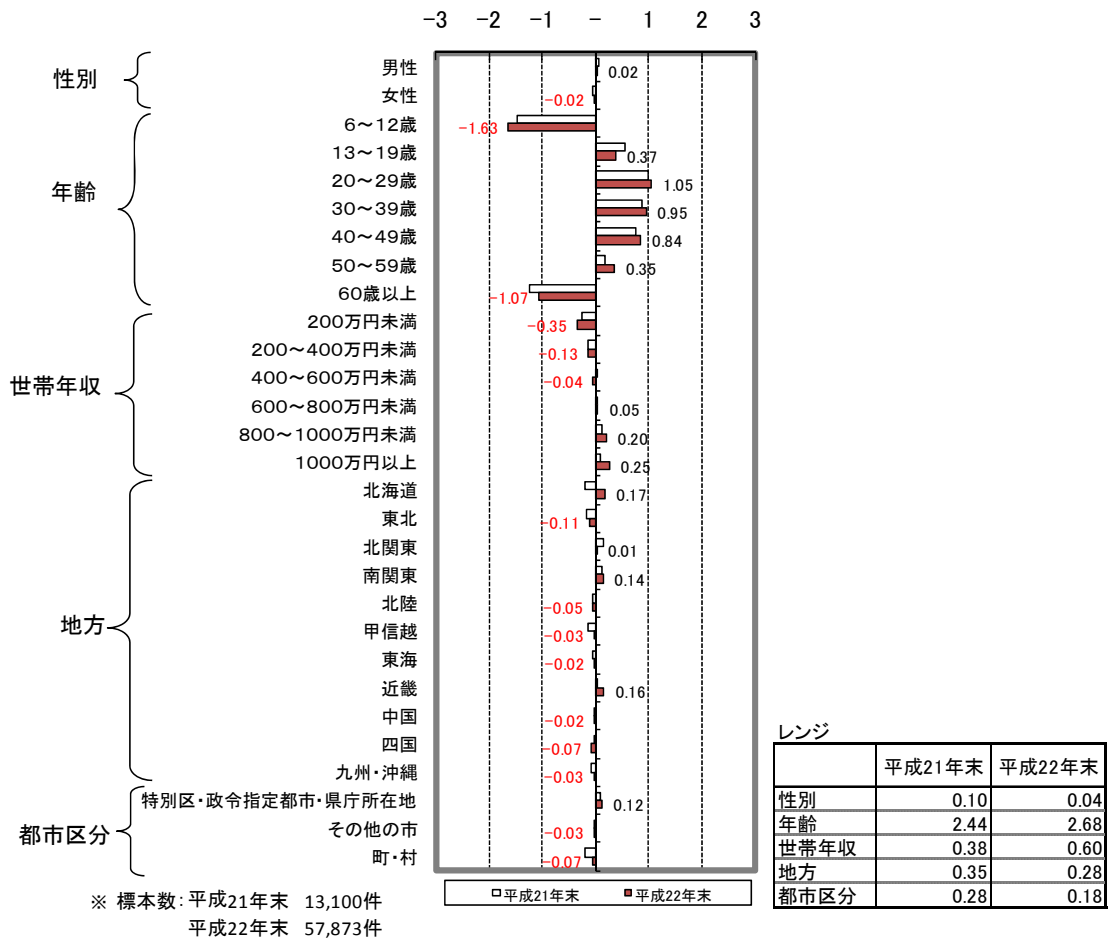 −3 −2 −1 − 1 2 3
性別
男性 0.02
女性 −0.02
年齢
6～12歳 −1.63
13～19歳 0.37
20～29歳 1.05
30～39歳 0.95
40～49歳 0.84
50～59歳 0.35
60歳以上 −1.07
世帯年収
200万円未満 −0.35
200～400万円未満 −0.13
400～600万円未満 −0.04
600～800万円未満 0.05
800～1000万円未満 0.20
1000万円以上 0.25
地方
北海道 0.17
東北 −0.11
北関東 0.01
南関東 0.14
北陸 −0.05
甲信越 −0.03
東海 −0.02
近畿 0.16
中国 −0.02
四国 −0.07
九州・沖縄 −0.03
都市区分
特別区・政令指定都市・県庁所在地 0.12
その他の市 −0.03
町・村 −0.07
平成21年末 平成22年末
※ 標本数：平成21年末 13,100件
平成22年末 57,873件
レンジ
平成21年末 平成22年末
性別 0.10 0.04
年齢 2.44 2.68
世帯年収 0.38 0.60
地方 0.35 0.28
都市区分 0.28 0.18